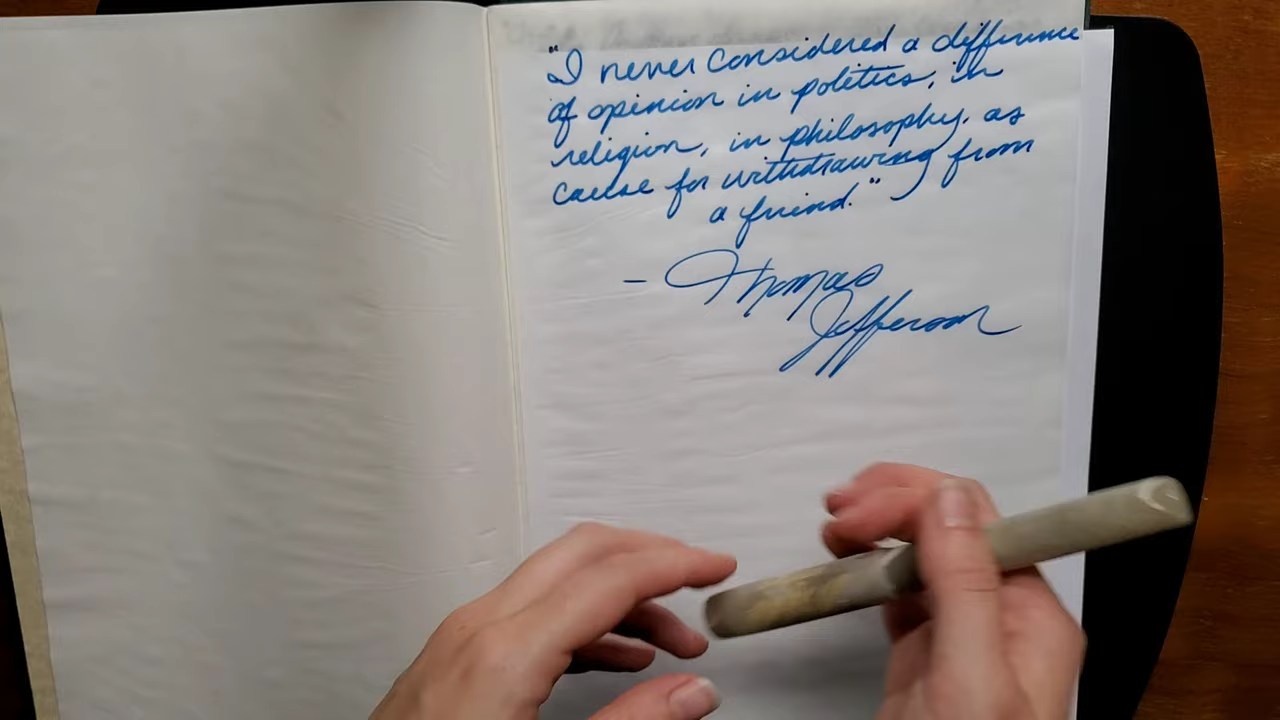 "I never considered a difference
of opinion in politics, in
religion, in philosophy, as
cause for withdrawing from
a friend."
- Thomas
Jefferson